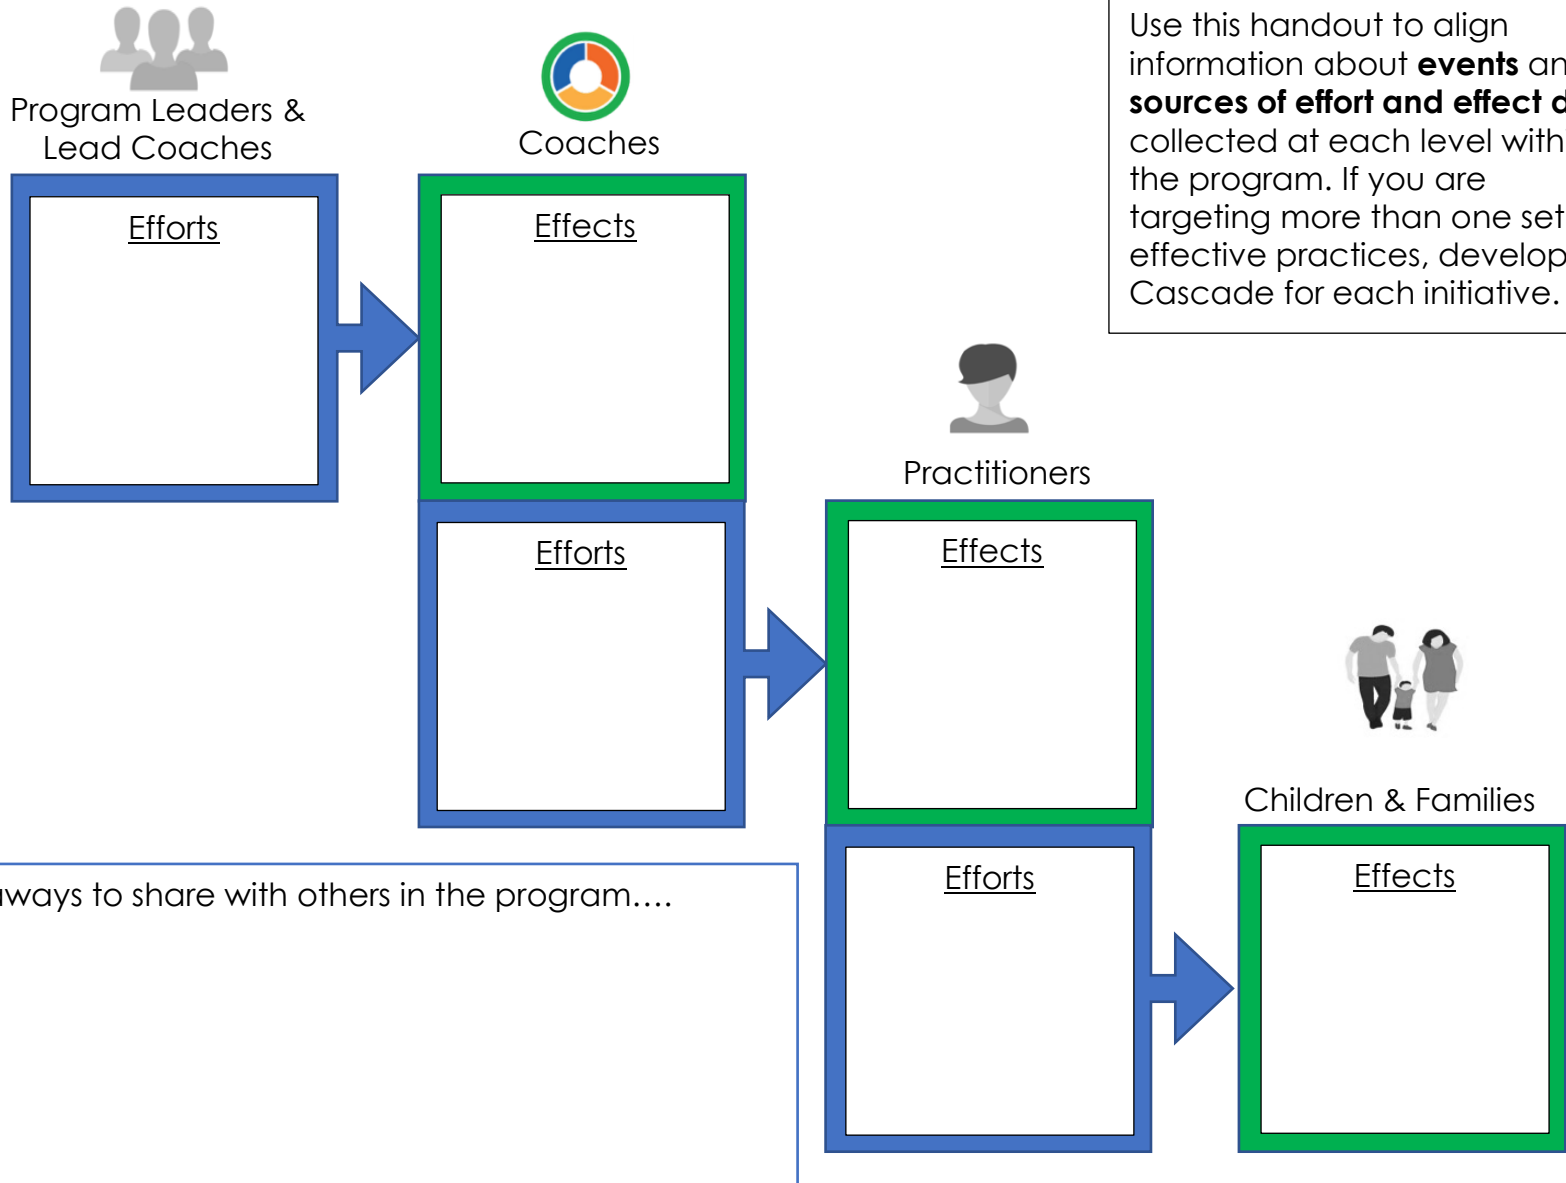 Program Leaders &
Lead Coaches
Efforts
Coaches
Effects
Efforts
Use this handout to align
information about events an
sources of effort and effect d
collected at each level with
the program. If you are
targeting more than one set
effective practices, develop
Cascade for each initiative.
Practitioners
Effects
Efforts
Children & Families
Effects
aways to share with others in the program....